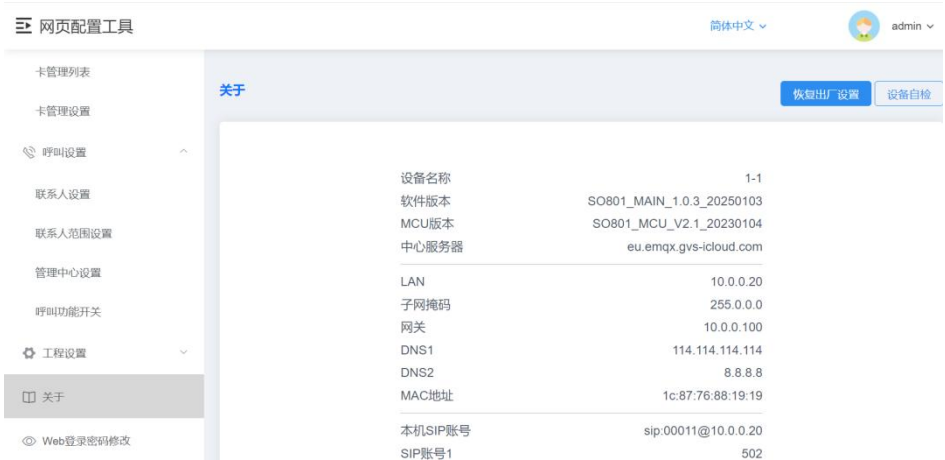 网页配置工具
简体中文
admin
卡管理列表
卡管理设置
呼叫设置
联系人设置
联系人范围设置
管理中心设置
呼叫功能开关
工程设置
关于
Web登录密码修改
关于
恢复出厂设置
设备自检
设备名称 1-1
软件版本 SO801_MAIN_1.0.3_20250103
MCU版本 SO801_MCU_V2.1_20230104
中心服务器 eu.emqx.gvs-icloud.com
LAN 10.0.0.20
子网掩码 255.0.0.0
网关 10.0.0.100
DNS1 114.114.114.114
DNS2 8.8.8.8
MAC地址 1c:87:76:88:19:19
本机SIP账号 sip:00011@10.0.0.20
SIP账号1 502